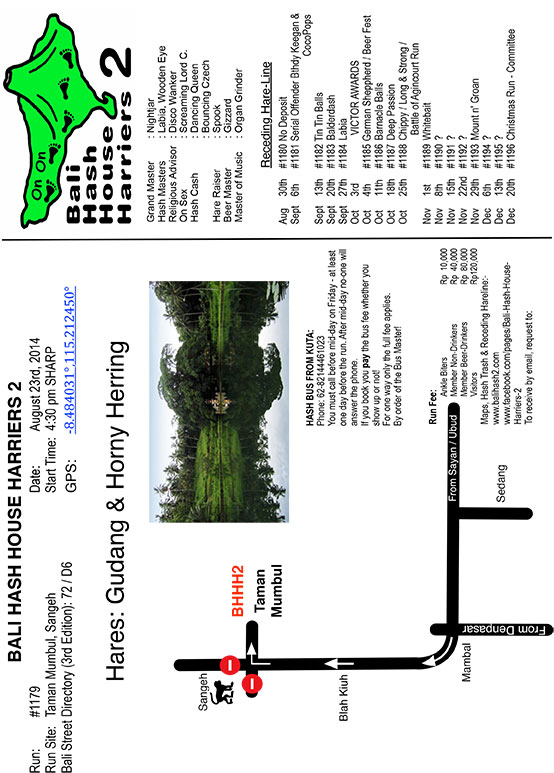 BALI HASH HOUSE HARRIERS 2
Run: #1179
Date: August 23rd, 2014
Run Site: Taman Mumbul, Sangeh
Start Time: 4:30 pm SHARP
Bali Street Directory (3rd Edition): 72 / D6
GPS: -8.484031°,115.212450°
Hares: Gudang & Horny Herring
Sangeh
BHHH2
Taman
Mumbul
Blah Kiuh
Mambal
From Denpasar
From Sayan / Ubud
Sedang
HASH BUS FROM KUTA:
Phone: 62-82144461023
You must call before mid-day on Friday - at least
one day before the run. After mid-day no-one will
answer the phone.
If you book you pay the bus fee whether you
show up or not!
For one way only the full fee applies.
By order of the Bus Master!
Run Fee:
Ankle Biters Rp 10,000
Member Non-Drinkers Rp 40,000
Member Beer-Drinkers Rp 80,000
Visitors Rp120,000
Maps, Hash Trash & Receding Hareline:-
www.balihash2.com
www.facebook.com/pages/Bali-Hash-House-
Harriers-2
To receive by email, request to:
On On
Bali
Hash
House
Harriers 2
Grand Master : Nightjar
Hash Masters : Labia, Wooden Eye
Religious Advisor : Disco Wanker
On Sex : Screaming Lord C.
Hash Cash : Dancing Queen
: Bouncing Czech
Hare Raiser : Spook
Beer Master : Gizzard
Master of Music : Organ Grinder
Receding Hare-Line
Aug 30th #1180 No Deposit
Sept 6th #1181 Serial Offender Bthdy Keegan &
CocoPops
Sept 13th #1182 Tin Tin Balls
Sept 20th #1183 Balderdash
Sept 27th #1184 Labia
Oct 3rd VICTOR AWARDS
Oct 4th #1185 German Sheppherd / Beer Fest
Oct 11th #1186 Barnacle Balls
Oct 18th #1187 Deep Passion
Oct 25th #1188 Chippy / Long & Strong /
Battle of Agincourt Run
Nov 1st #1189 Whitebait
Nov 8th #1190 ?
Nov 15th #1191 ?
Nov 22nd #1192 ?
Nov 29th #1193 Mount n' Groan
Dec 6th #1194 ?
Dec 13th #1195 ?
Dec 20th #1196 Christmas Run - Committee